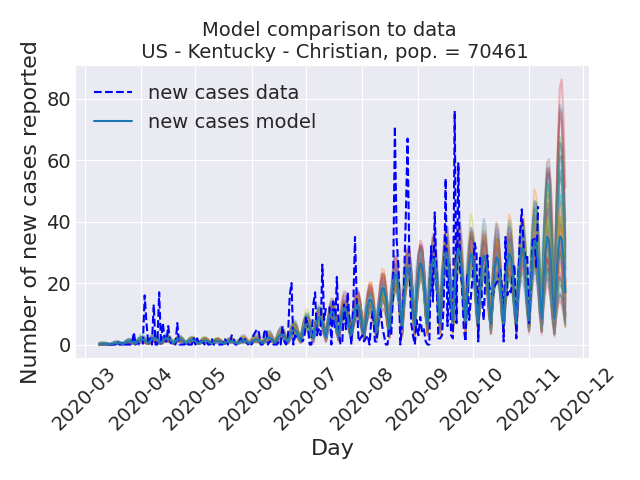 Model comparison to data
US - Kentucky - Christian, pop. = 70461
Number of new cases reported
new cases data
new cases model
80
60
40
20
0
2020-03
2020-04
2020-05
2020-06
2020-07
2020-08
2020-09
2020-10
2020-11
2020-12
Day